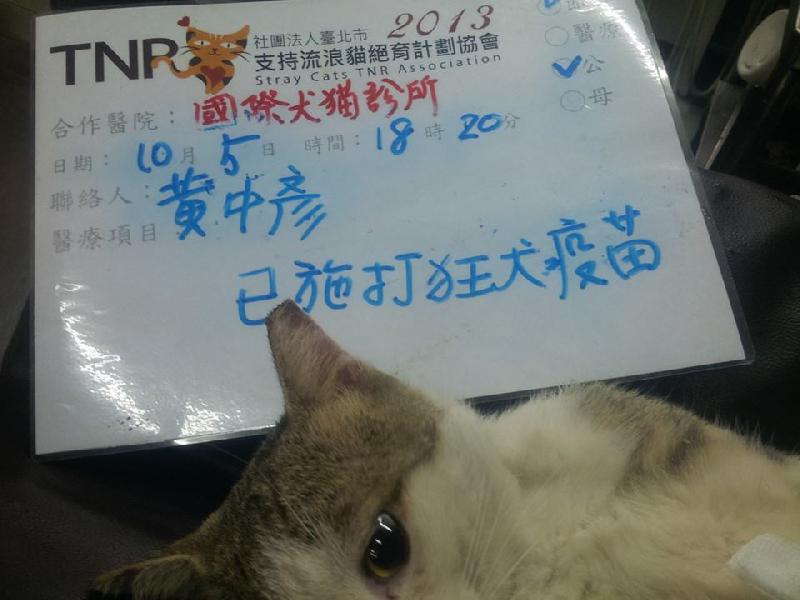 TNR 社團法人臺北市 2013
支持流浪貓絕育計劃協會
Stray Cats TNR Association
醫療
公
母
合作醫院：國際犬猫診所
日期：10月5日 時間：18時20分
聯絡人：黃中彥
醫療項目
已施打狂犬疫苗